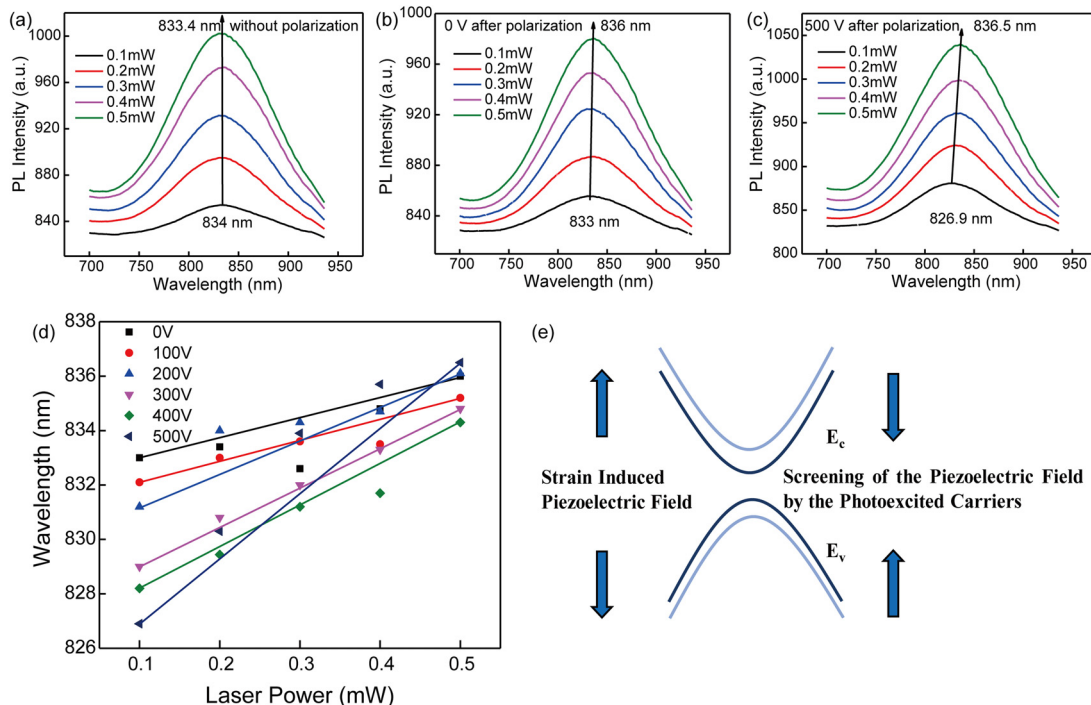 (a)
833.4 nm
without polarization
0.1mW
0.2mW
0.3mW
0.4mW
0.5mW
834 nm
PL Intensity (a.u.)
1000
960
920
880
840
700 750 800 850 900 950
Wavelength (nm)
(b)
0 V after polarization
836 nm
0.1mW
0.2mW
0.3mW
0.4mW
0.5mW
833 nm
PL Intensity (a.u.)
1000
960
920
880
840
700 750 800 850 900 950
Wavelength (nm)
(c)
500 V after polarization
836.5 nm
0.1mW
0.2mW
0.3mW
0.4mW
0.5mW
826.9 nm
PL Intensity (a.u.)
1050
1000
950
900
850
800
700 750 800 850 900 950
Wavelength (nm)
(d)
0V
100V
200V
300V
400V
500V
Wavelength (nm)
838
836
834
832
830
828
826
0.1 0.2 0.3 0.4 0.5
Laser Power (mW)
(e)
Strain Induced
Piezoelectric Field
Ec
Ev
Screening of the Piezoelectric Field
by the Photoexcited Carriers